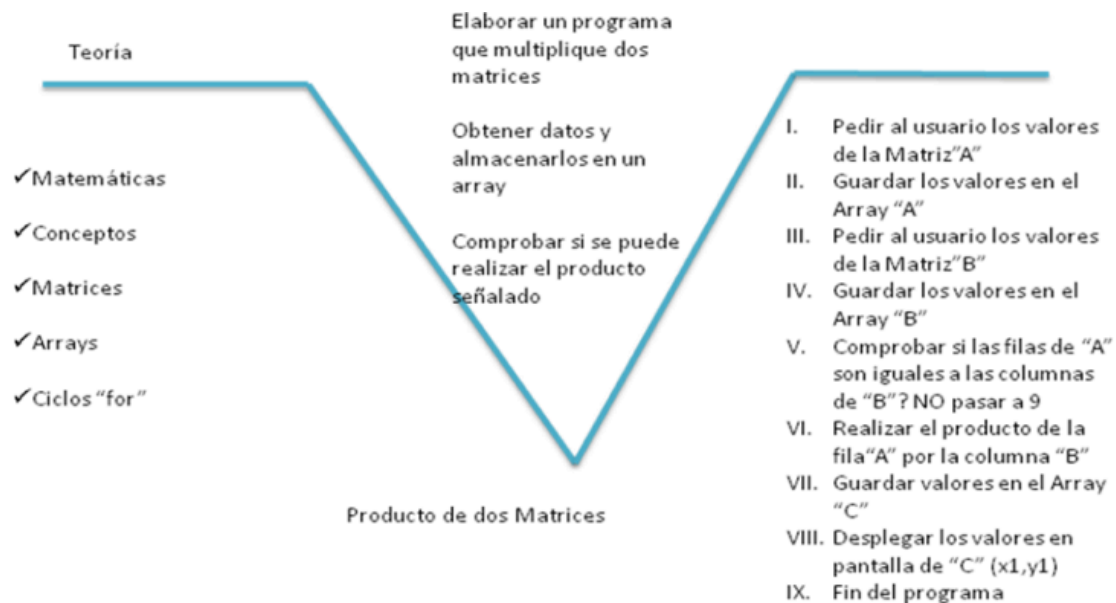 Teoría
✓Matemáticas
✓Conceptos
✓Matrices
✓Arrays
✓Ciclos "for"
Elaborar un programa
que multiplique dos
matrices
Obtener datos y
almacenarlos en un
array
Comprobar si se puede
realizar el producto
señalado
Producto de dos Matrices
I. Pedir al usuario los valores
de la Matriz"A"
II. Guardar los valores en el
Array "A"
III. Pedir al usuario los valores
de la Matriz"B"
IV. Guardar los valores en el
Array "B"
V. Comprobar si las filas de "A"
son iguales a las columnas
de "B"? NO pasar a 9
VI. Realizar el producto de la
fila"A" por la columna "B"
VII. Guardar valores en el Array
"C"
VIII. Desplegar los valores en
pantalla de "C" (x1,y1)
IX. Fin del programa